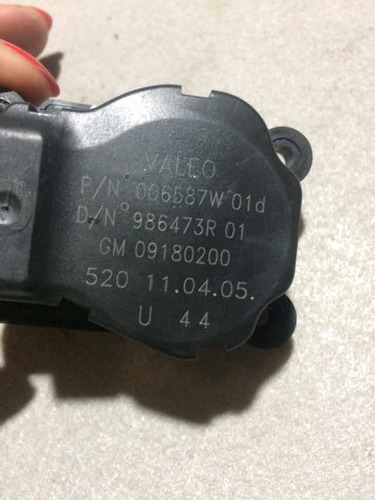 VALEO
P/N° 006587W 01d
D/N° 986473R 01
GM 09180200
520 11.04.05.
U 44